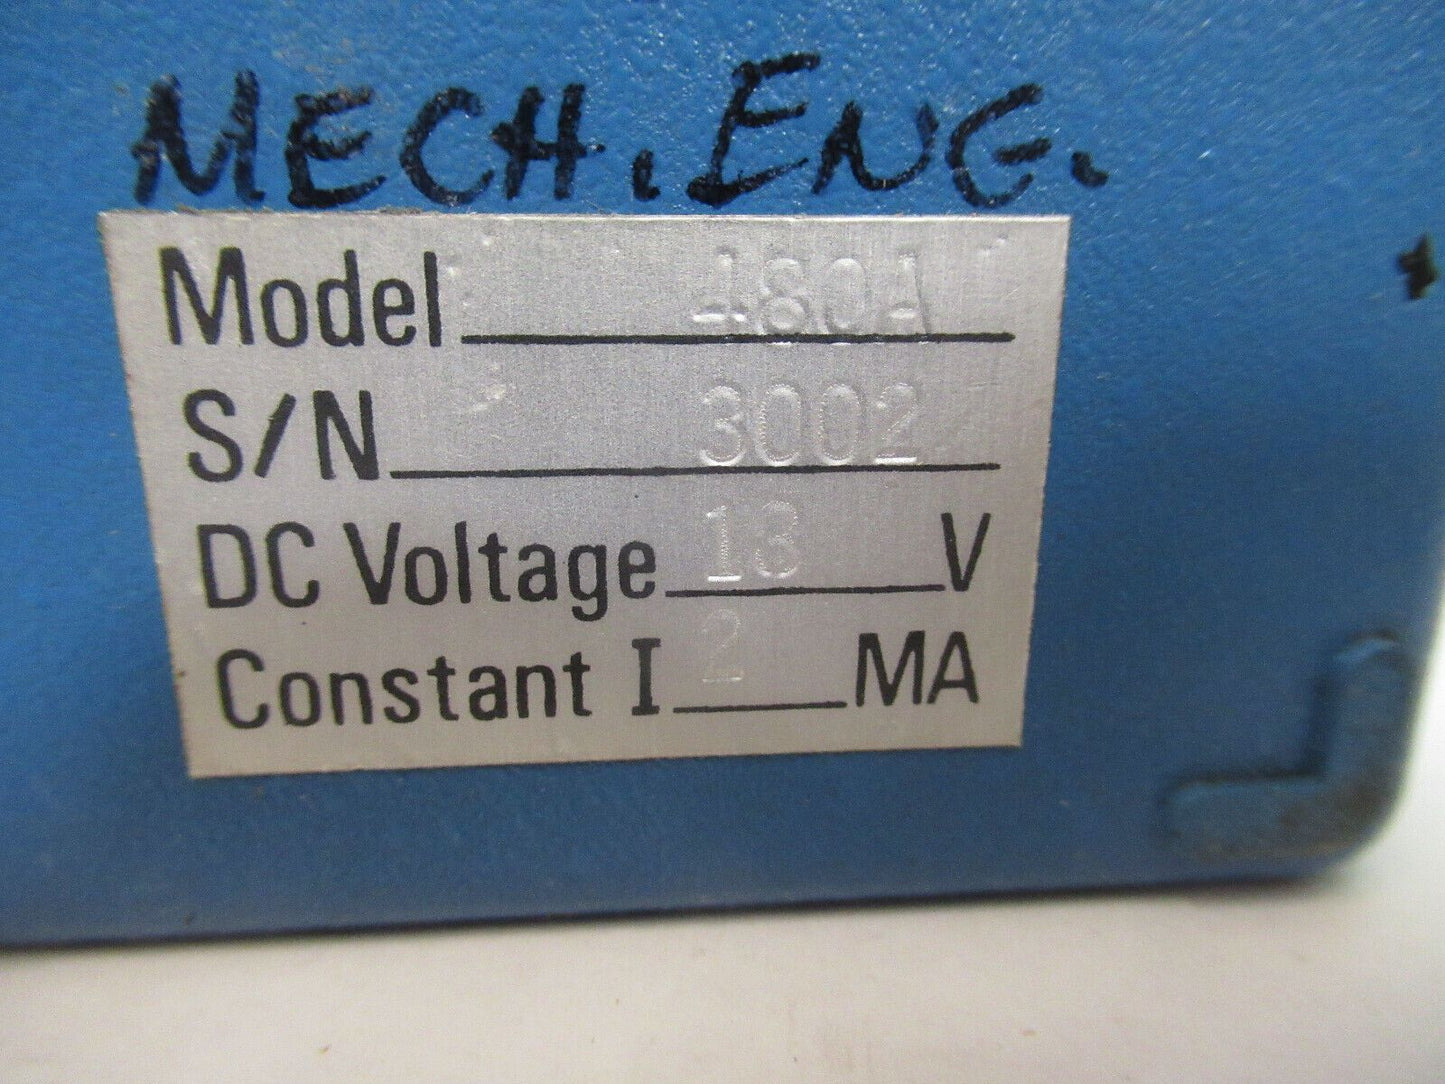 MECH. ENG.
Model 480A
S/N 3002
DC Voltage 18 V
Constant I 2 MA